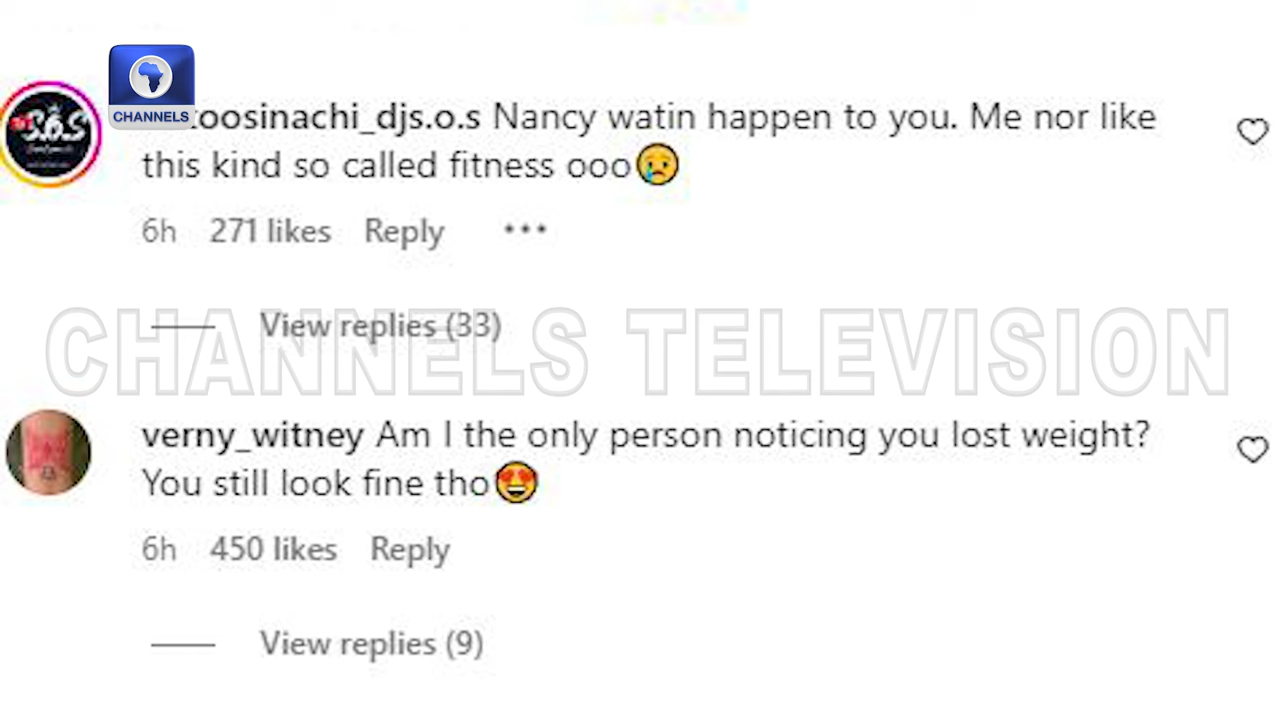 CHANNELS
toosinachi_djs.o.s Nancy watin happen to you. Me nor like
this kind so called fitness ooo😢
6h 271 likes Reply •••
View replies (33)
CHANNELS TELEVISION
verny_witney Am I the only person noticing you lost weight?
You still look fine tho😍
6h 450 likes Reply
View replies (9)